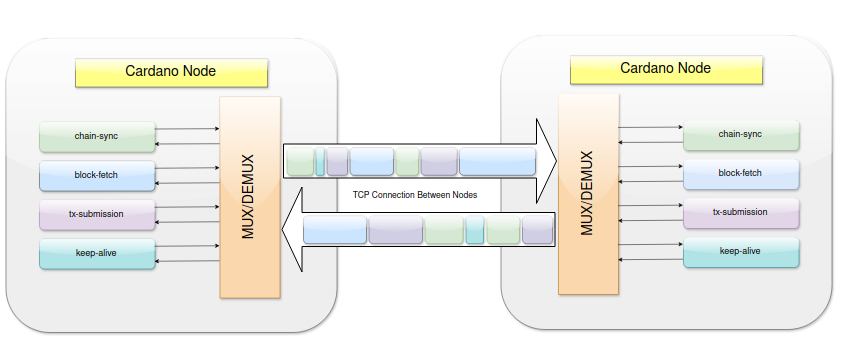 Cardano Node
chain-sync
block-fetch
tx-submission
keep-alive
MUX/DEMUX
TCP Connection Between Nodes
Cardano Node
MUX/DEMUX
chain-sync
block-fetch
tx-submission
keep-alive